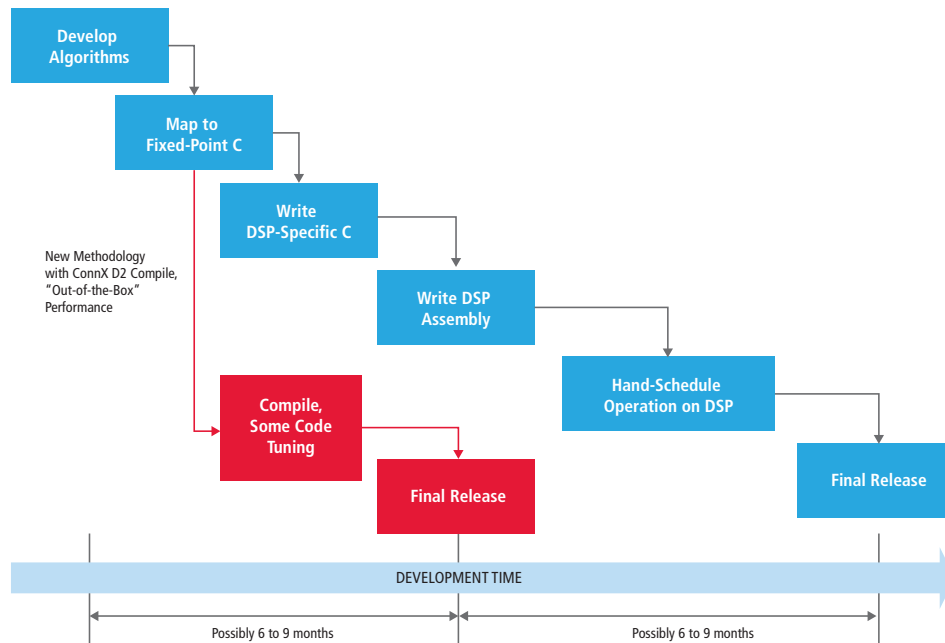 Develop
Algorithms
Map to
Fixed-Point C
Write
DSP-Specific C
New Methodology
with ConnX D2 Compile,
“Out-of-the-Box”
Performance
Write DSP
Assembly
Hand-Schedule
Operation on DSP
Compile,
Some Code
Tuning
Final Release
Final Release
DEVELOPMENT TIME
Possibly 6 to 9 months
Possibly 6 to 9 months